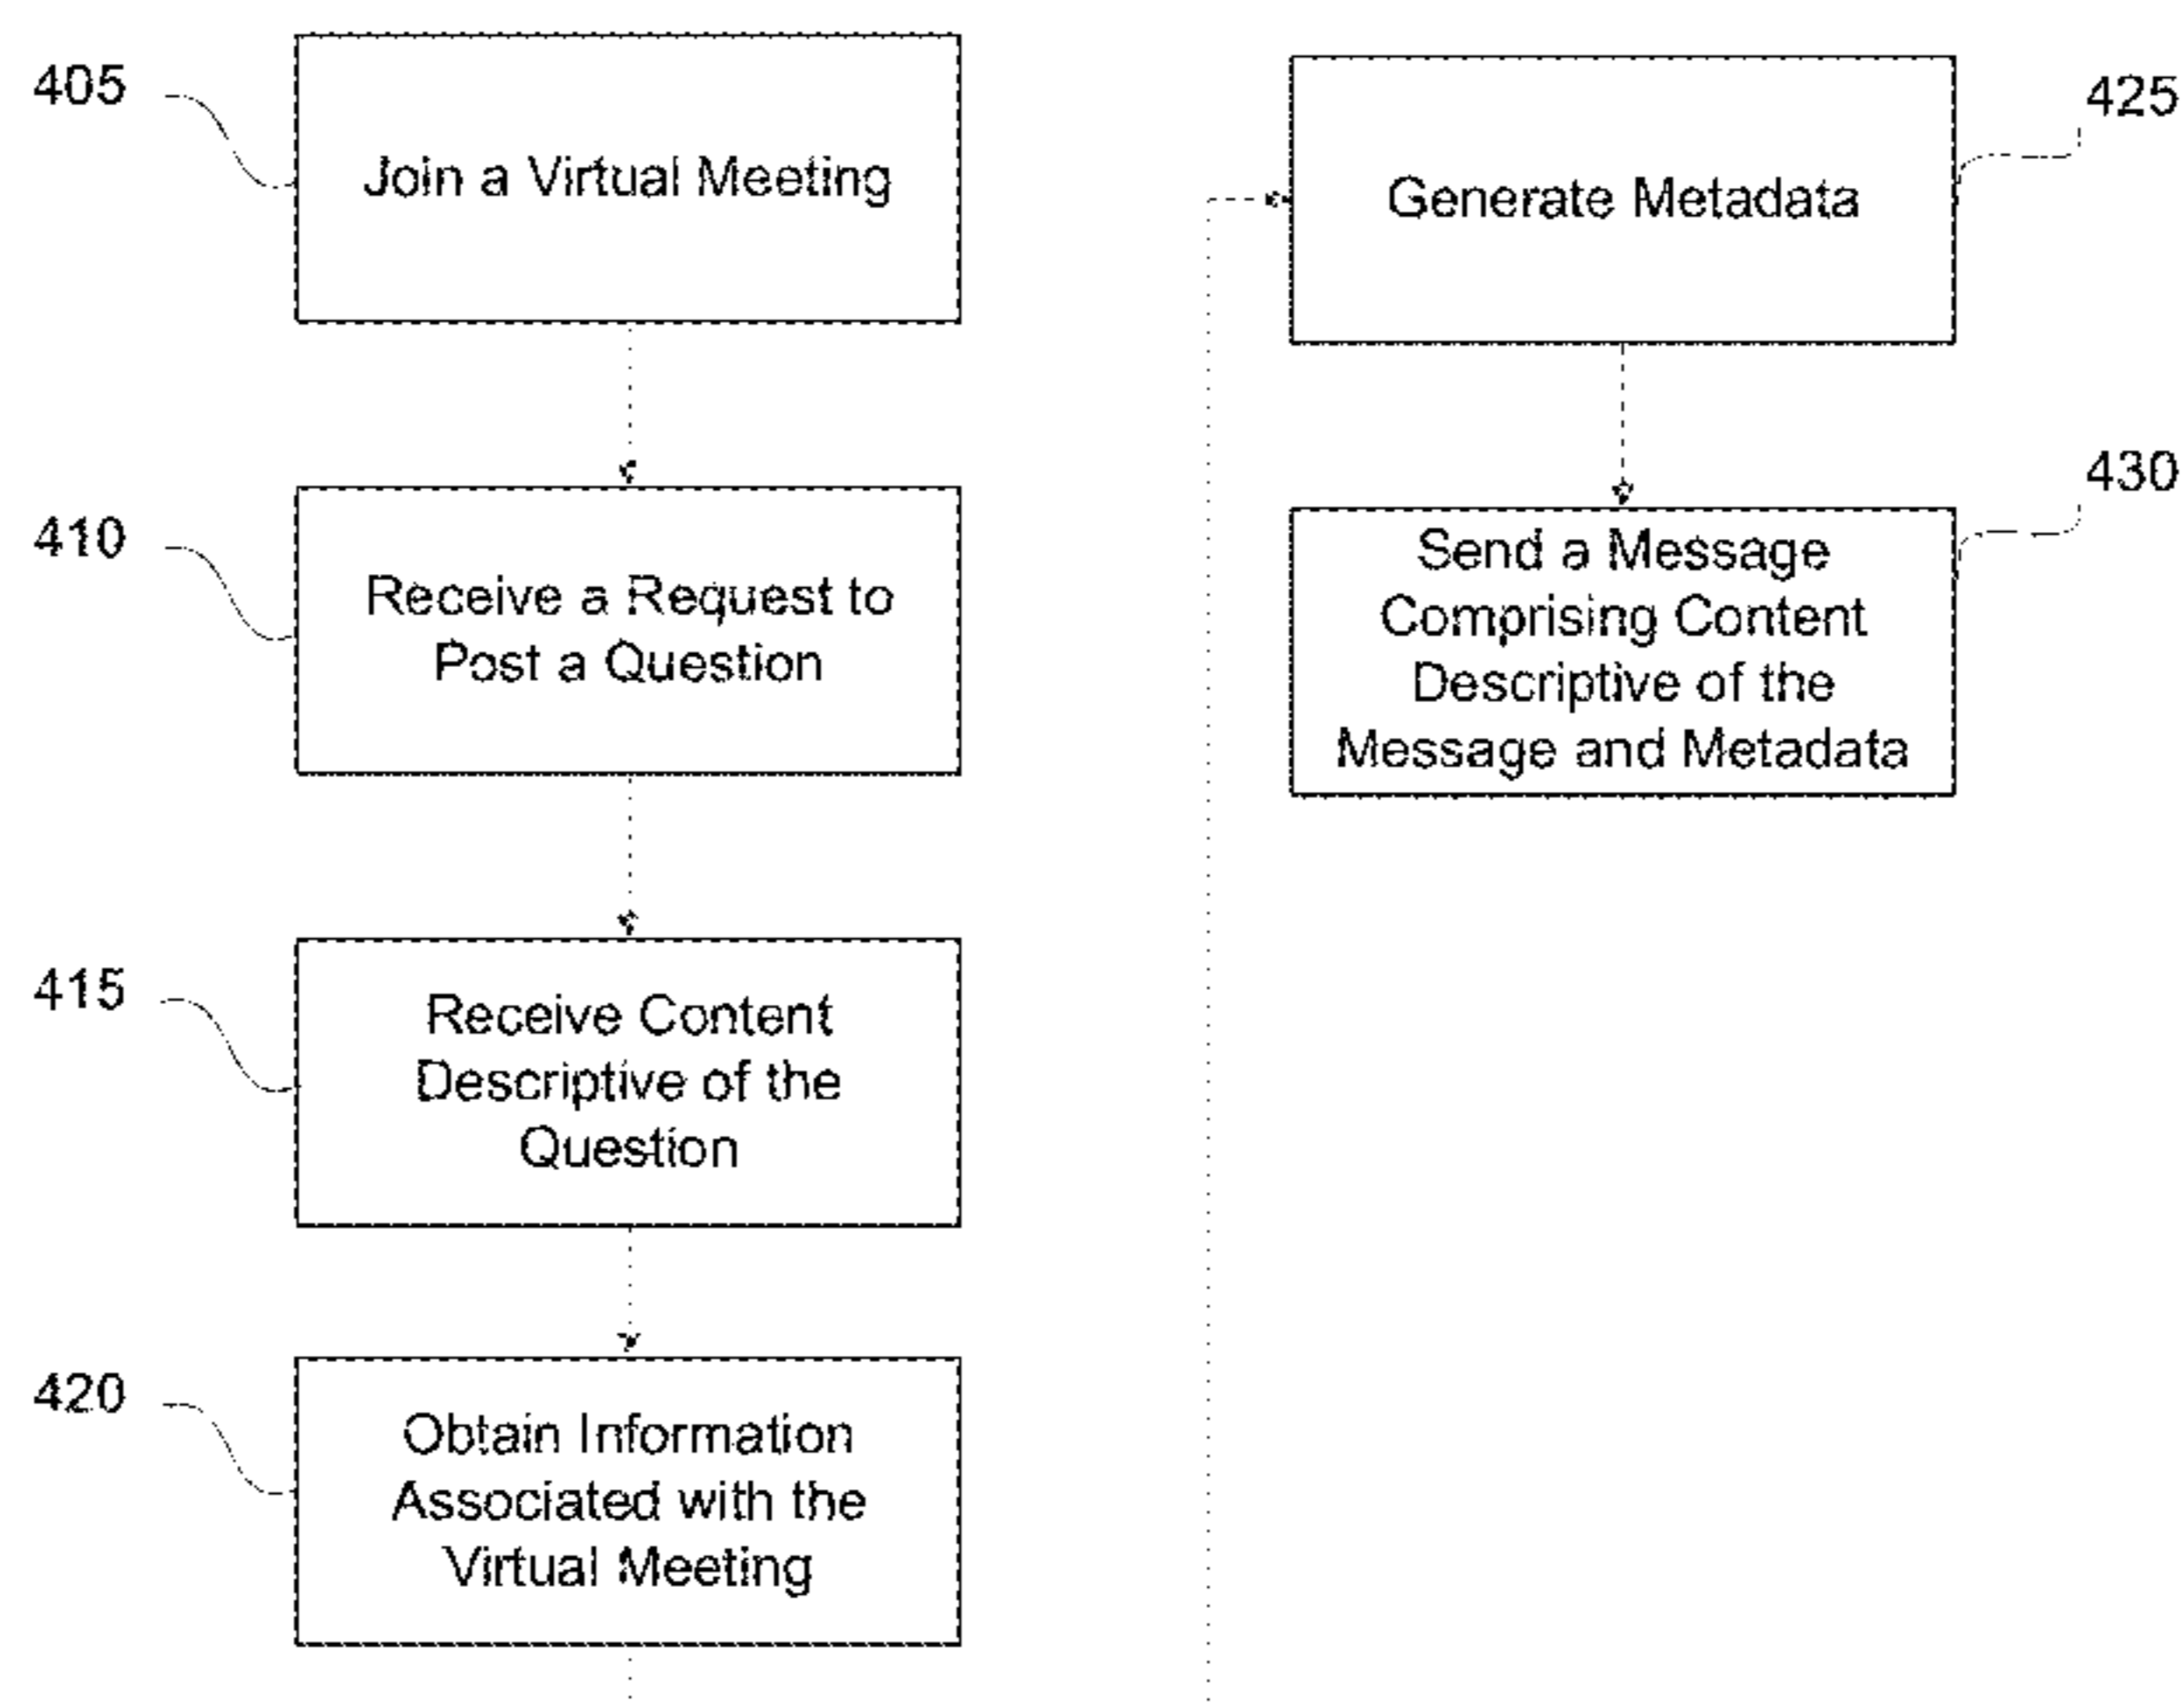 405
Join a Virtual Meeting
410
Receive a Request to
Post a Question
415
Receive Content
Descriptive of the
Question
420
Obtain Information
Associated with the
Virtual Meeting
425
Generate Metadata
430
Send a Message
Comprising Content
Descriptive of the
Message and Metadata